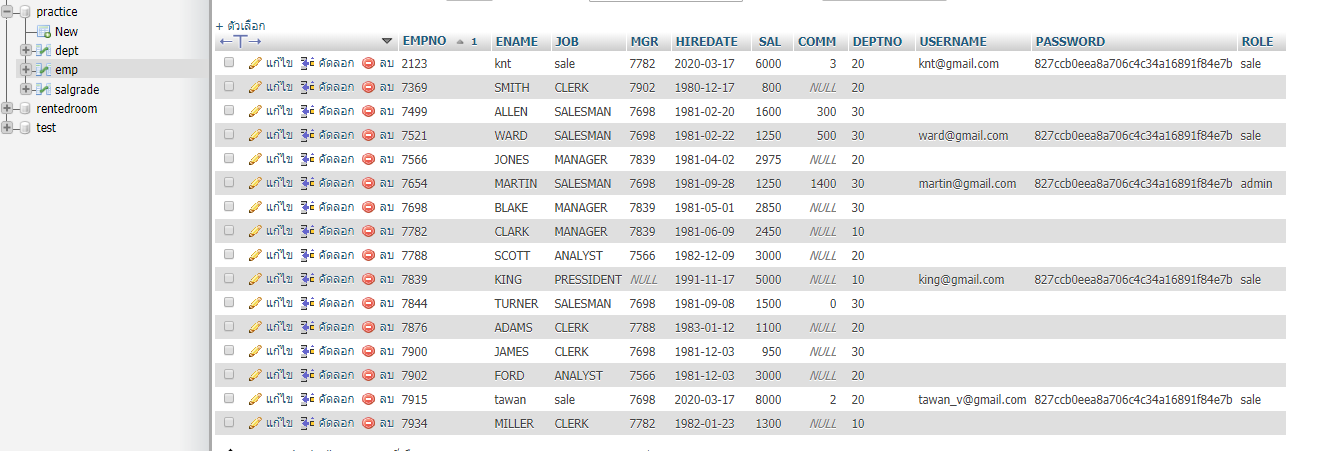 practice
New
dept
emp
salgrade
rentedroom
test
+ ตัวเลือก
←T→ EMPNO 1 ENAME JOB MGR HIREDATE SAL COMM DEPTNO USERNAME PASSWORD ROLE
แก้ไข คัดลอก ลบ 2123 knt sale 7782 2020-03-17 6000 3 20 knt@gmail.com 827ccb0eea8a706c4c34a16891f84e7b sale
แก้ไข คัดลอก ลบ 7369 SMITH CLERK 7902 1980-12-17 800 NULL 20
แก้ไข คัดลอก ลบ 7499 ALLEN SALESMAN 7698 1981-02-20 1600 300 30
แก้ไข คัดลอก ลบ 7521 WARD SALESMAN 7698 1981-02-22 1250 500 30 ward@gmail.com 827ccb0eea8a706c4c34a16891f84e7b sale
แก้ไข คัดลอก ลบ 7566 JONES MANAGER 7839 1981-04-02 2975 NULL 20
แก้ไข คัดลอก ลบ 7654 MARTIN SALESMAN 7698 1981-09-28 1250 1400 30 martin@gmail.com 827ccb0eea8a706c4c34a16891f84e7b admin
แก้ไข คัดลอก ลบ 7698 BLAKE MANAGER 7839 1981-05-01 2850 NULL 30
แก้ไข คัดลอก ลบ 7782 CLARK MANAGER 7839 1981-06-09 2450 NULL 10
แก้ไข คัดลอก ลบ 7788 SCOTT ANALYST 7566 1982-12-09 3000 NULL 20
แก้ไข คัดลอก ลบ 7839 KING PRESSIDENT NULL 1991-11-17 5000 NULL 10 king@gmail.com 827ccb0eea8a706c4c34a16891f84e7b sale
แก้ไข คัดลอก ลบ 7844 TURNER SALESMAN 7698 1981-09-08 1500 0 30
แก้ไข คัดลอก ลบ 7876 ADAMS CLERK 7788 1983-01-12 1100 NULL 20
แก้ไข คัดลอก ลบ 7900 JAMES CLERK 7698 1981-12-03 950 NULL 30
แก้ไข คัดลอก ลบ 7902 FORD ANALYST 7566 1981-12-03 3000 NULL 20
แก้ไข คัดลอก ลบ 7915 tawan sale 7698 2020-03-17 8000 2 20 tawan_v@gmail.com 827ccb0eea8a706c4c34a16891f84e7b sale
แก้ไข คัดลอก ลบ 7934 MILLER CLERK 7782 1982-01-23 1300 NULL 10